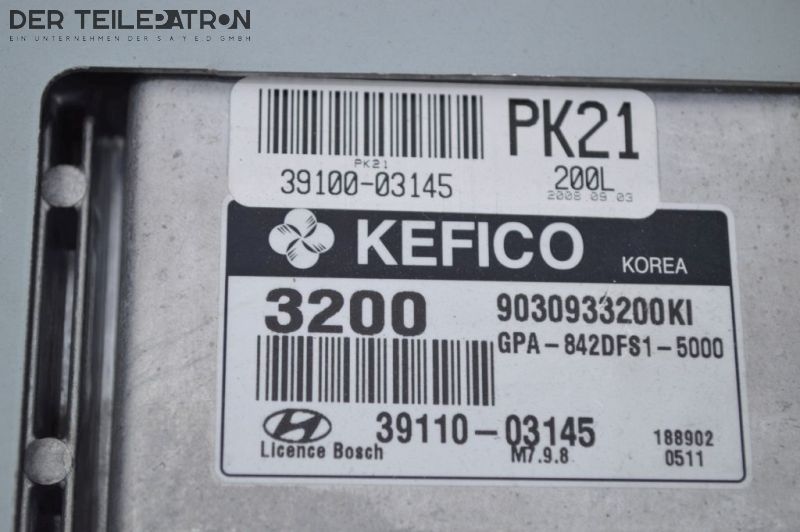 DER TEILEPATRON
EIN UNTERNEHMEN DER S A Y E D GMBH
PK21
PK21
39100-03145
200L
2008.09.03
KEFICO
KOREA
3200
9030933200KI
GPA-842DFS1-5000
39110-03145
Licence Bosch
M7.9.8
188902
0511